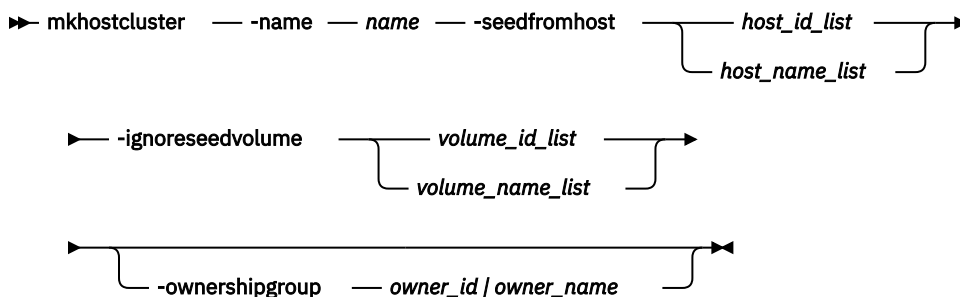 mkhostcluster -name name -seedfromhost host_id_list
host_name_list
-ignoreseedvolume volume_id_list
volume_name_list
-ownershipgroup owner_id / owner_name